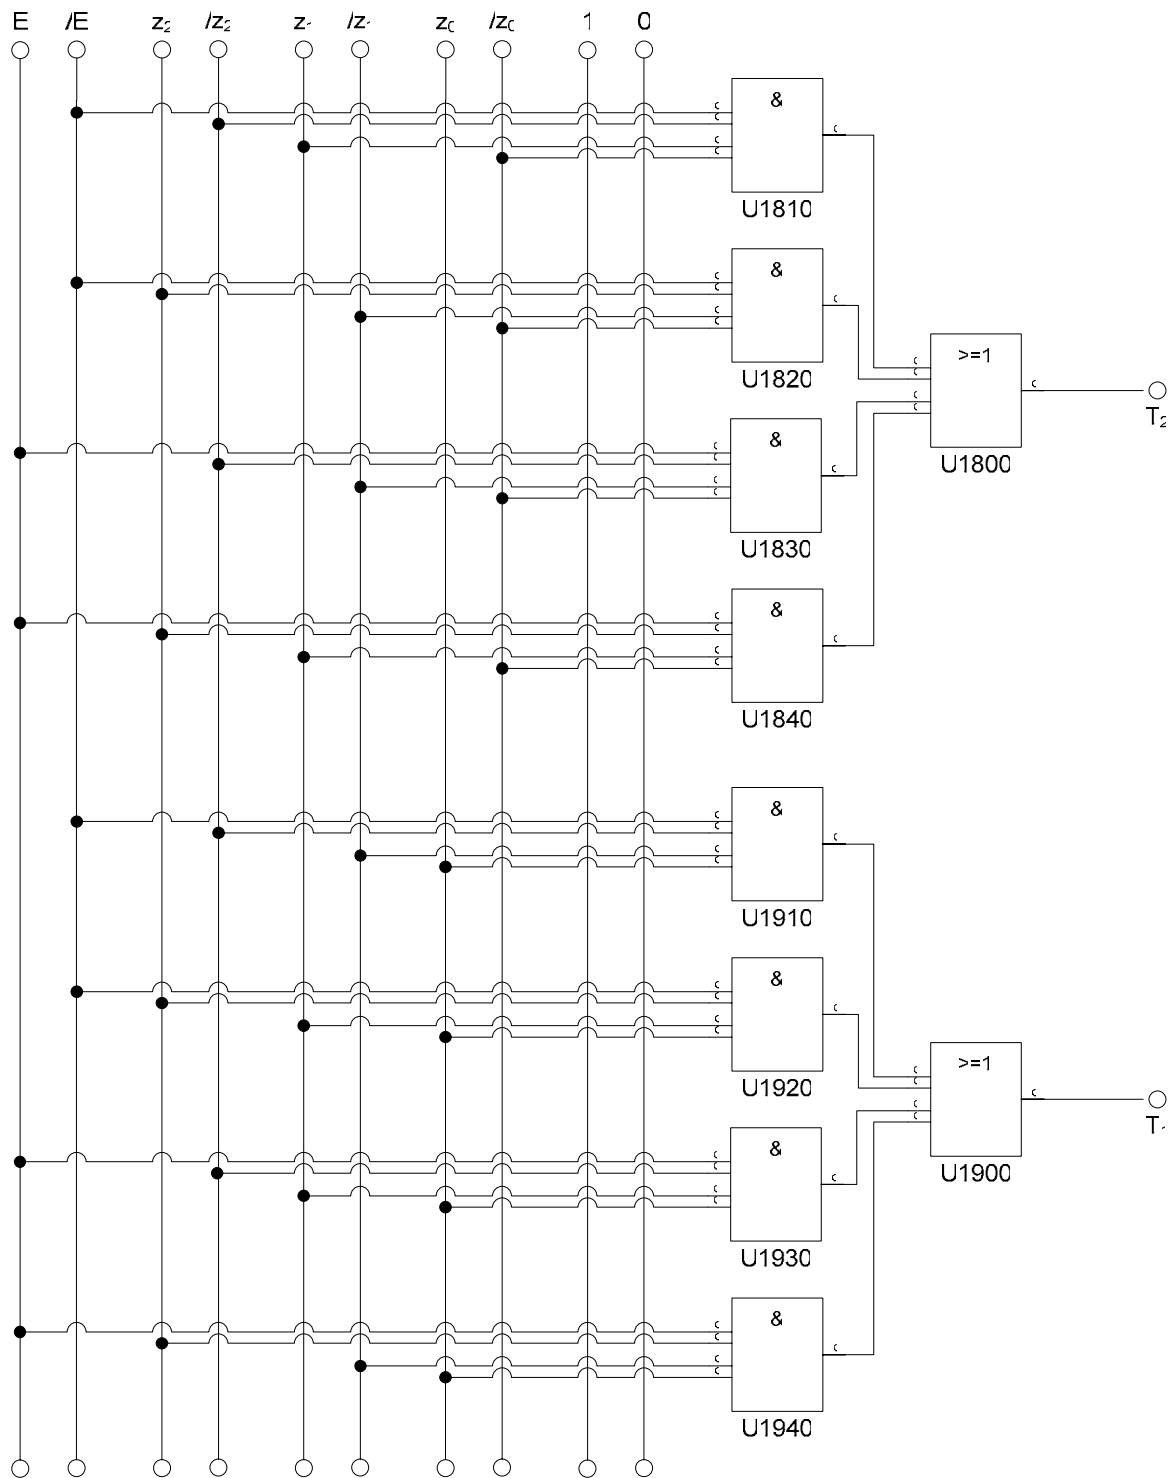 E /E z₂ /z₂ z₁ /z₁ z₀ /z₀ 1 0
&
U1810
&
U1820
>=1
T₂
U1800
&
U1830
&
U1840
&
U1910
&
U1920
>=1
T₁
U1900
&
U1930
&
U1940